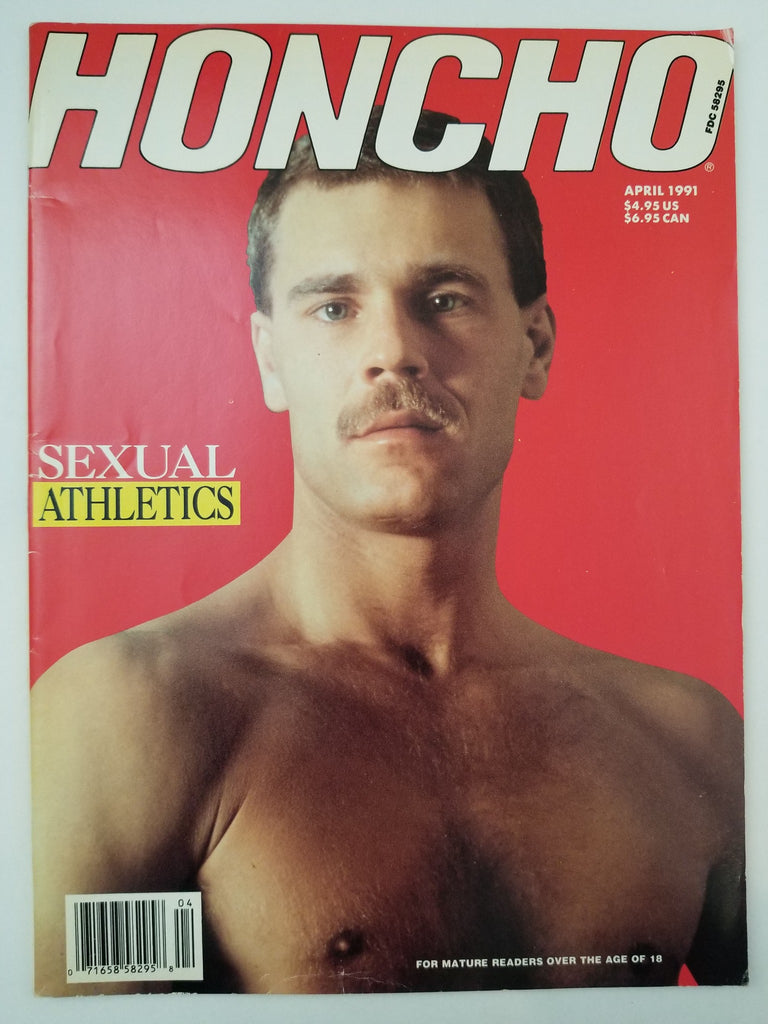 HONCHO
FDC 58295
®
APRIL 1991
$4.95 US
$6.95 CAN
SEXUAL
ATHLETICS
04
0 71658 58295 8
FOR MATURE READERS OVER THE AGE OF 18